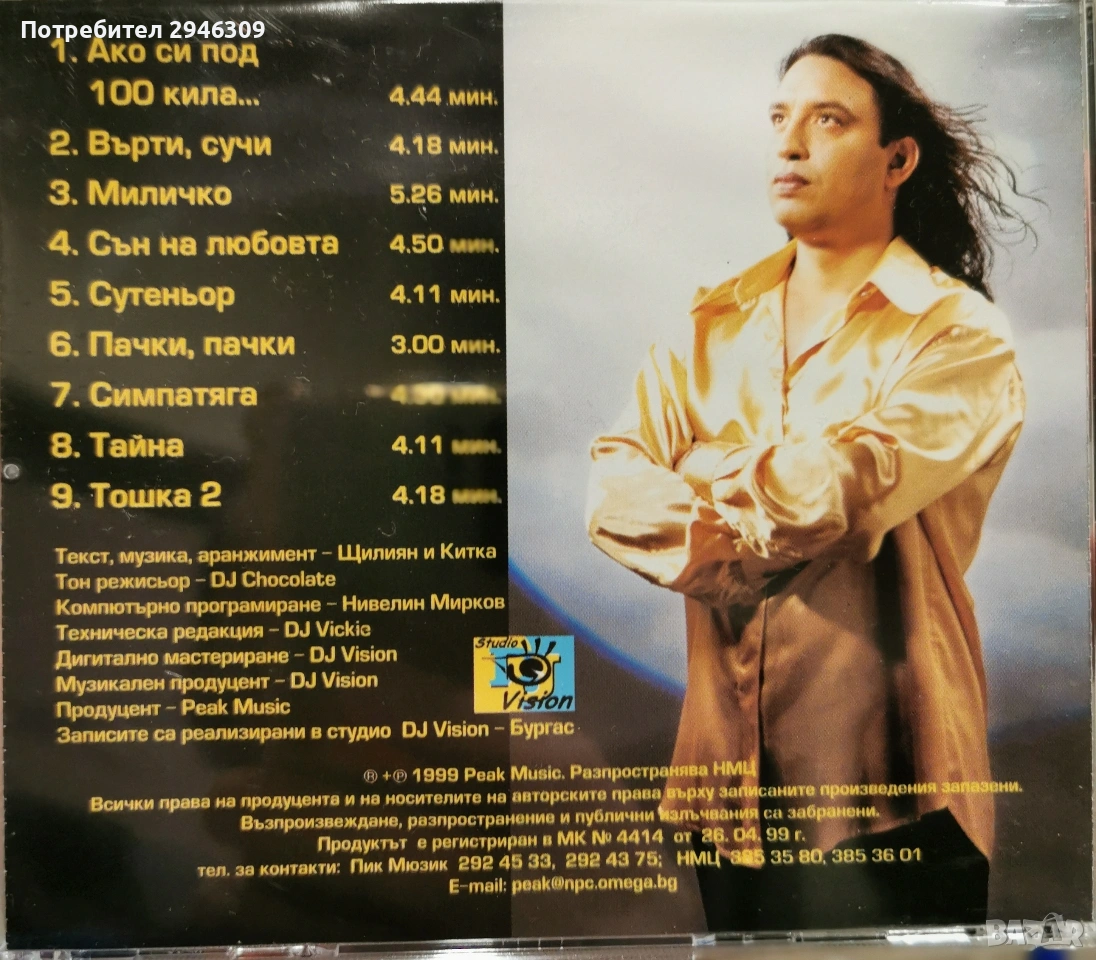 Потребител 2946309
1. Ако си под
100 кила... 4.44 мин.
2. Върти, сучи 4.18 мин.
3. Миличко 5.26 мин.
4. Сън на любовта 4.50 мин.
5. Сутеньор 4.11 мин.
6. Пачки, пачки 3.00 мин.
7. Симпатяга мин.
8. Тайна 4.11 мин.
9. Тошка 2 4.18 мин.
Текст, музика, аранжимент – Щилиян и Китка
Тон режисьор – DJ Chocolate
Компютърно програмиране – Нивелин Мирков
Техническа редакция – DJ Vickie
Дигитално мастериране – DJ Vision
Музикален продуцент – DJ Vision
Продуцент – Peak Music
Записите са реализирани в студио DJ Vision – Бургас
Studio
DJ
Vision
®+℗ 1999 Peak Music. Разпространява НМЦ
Всички права на продуцента и на носителите на авторските права върху записаните произведения запазени.
Възпроизвеждане, разпространение и публични излъчвания са забранени.
Продуктът е регистриран в МК № 4414 от 26. 04. 99 г.
тел. за контакти: Пик Мюзик 292 45 33, 292 43 75; НМЦ 385 35 80, 385 36 01
E-mail: peak@npc.omega.bg
BAZAR